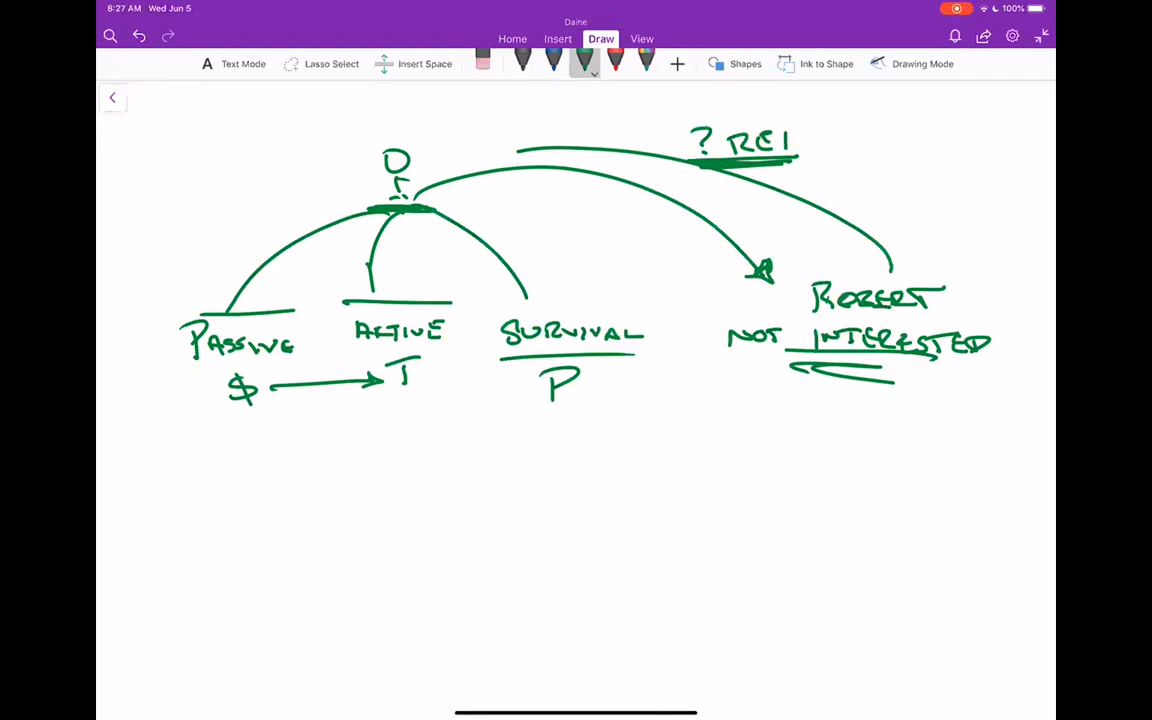 8:27 AM Wed Jun 5
100%
Daine
Home Insert Draw View
Text Mode Lasso Select Insert Space Shapes Ink to Shape Drawing Mode
? REI
D
ROBERT
PASSIVE ACTIVE SURVIVAL NOT INTERESTED
$ T P